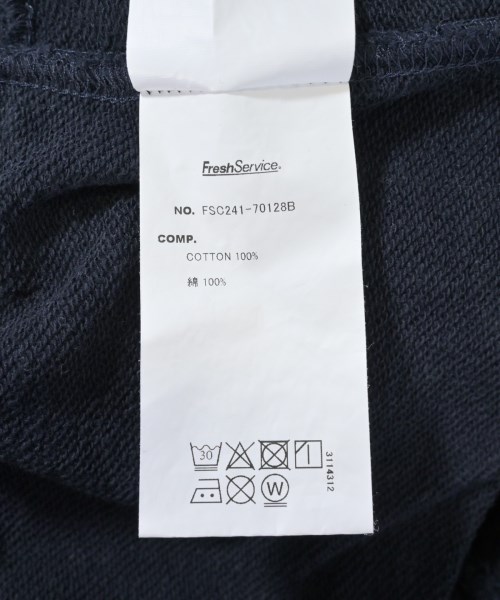 FreshService®
NO. FSC241-70128B
COMP.
COTTON 100%
綿 100%
30
W
3114312